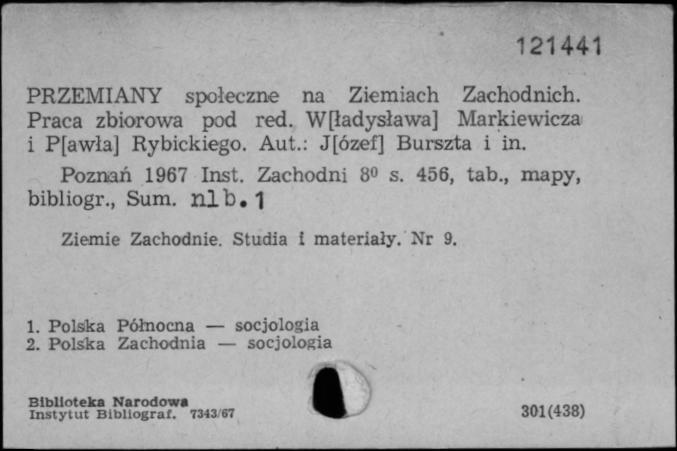 121441
PRZEMIANY społeczne na Ziemiach Zachodnich.
Praca zbiorowa pod red. W[ładysława] Markiewicza
i P[awła] Rybickiego. Aut.: J[ózef] Burszta i in.
Poznań 1967 Inst. Zachodni 8⁰ s. 456, tab., mapy,
bibliogr., Sum. nlb. 1
Ziemie Zachodnie. Studia i materiały. Nr 9.
1. Polska Północna — socjologia
2. Polska Zachodnia — socjologia
Biblioteka Narodowa
Instytut Bibliograf. 7343/67
301(438)